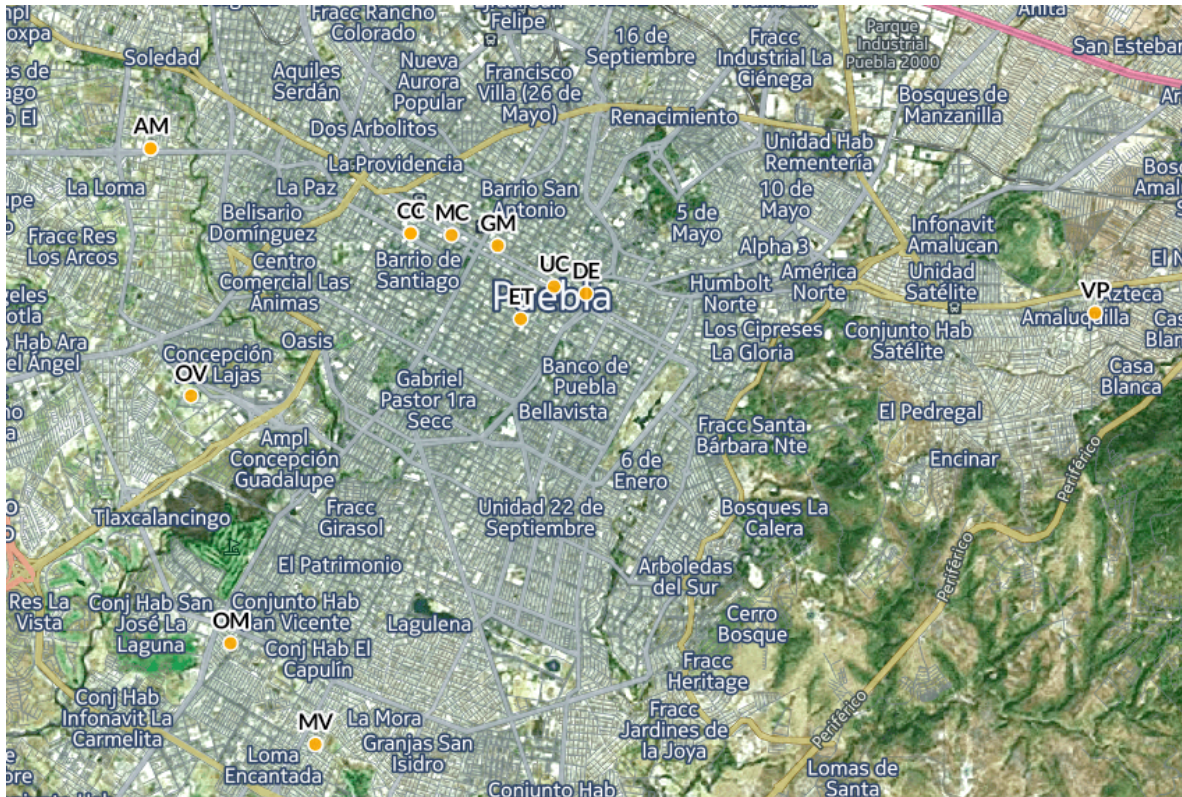 Fracc Rancho
Colorado
Felipe
16 de
Septiembre
Fracc
Industrial La
Ciénega
Parque
Industrial
Puebla 2000
Anita
San Esteban
Soledad
Aquiles
Serdán
Nueva
Aurora
Popular
Francisco
Villa (26 de
Mayo)
Bosques de
Manzanilla
AM
Dos Arbolitos
Renacimiento
La Providencia
Unidad Hab
Rementería
La Loma
La Paz
Barrio San
Antonio
10 de
Mayo
Belisario
Domínguez
CC
MC
GM
5 de
Mayo
Infonavit
Amalucan
Fracc Res
Los Arcos
Centro
Comercial Las
Ánimas
Barrio de
Santiago
Alpha 3
UC
DE
Humbolt
Norte
América
Norte
Unidad
Satélite
ET
Puebla
VP
Amaluquilla
Oasis
Los Cipreses
La Gloria
Conjunto Hab
Satélite
Concepción
Lajas
OV
Gabriel
Pastor 1ra
Secc
Banco de
Puebla
Bellavista
Casa
Blanca
El Pedregal
Fracc Santa
Bárbara Nte
Ampl
Concepción
Guadalupe
6 de
Enero
Encinar
Periférico
Tlaxcalancingo
Fracc
Girasol
Unidad 22 de
Septiembre
Bosques La
Calera
El Patrimonio
Arboledas
del Sur
Periférico
Res La
Vista
Conj Hab San
José La
Laguna
Conjunto Hab
San Vicente
Lagulena
Cerro
Bosque
OM
Conj Hab El
Capulín
Fracc
Heritage
Conj Hab
Infonavit La
Carmelita
MV
La Mora
Fracc
Jardines de
la Joya
Periférico
Loma
Encantada
Granjas San
Isidro
Lomas de
Santa
Conjunto Hab